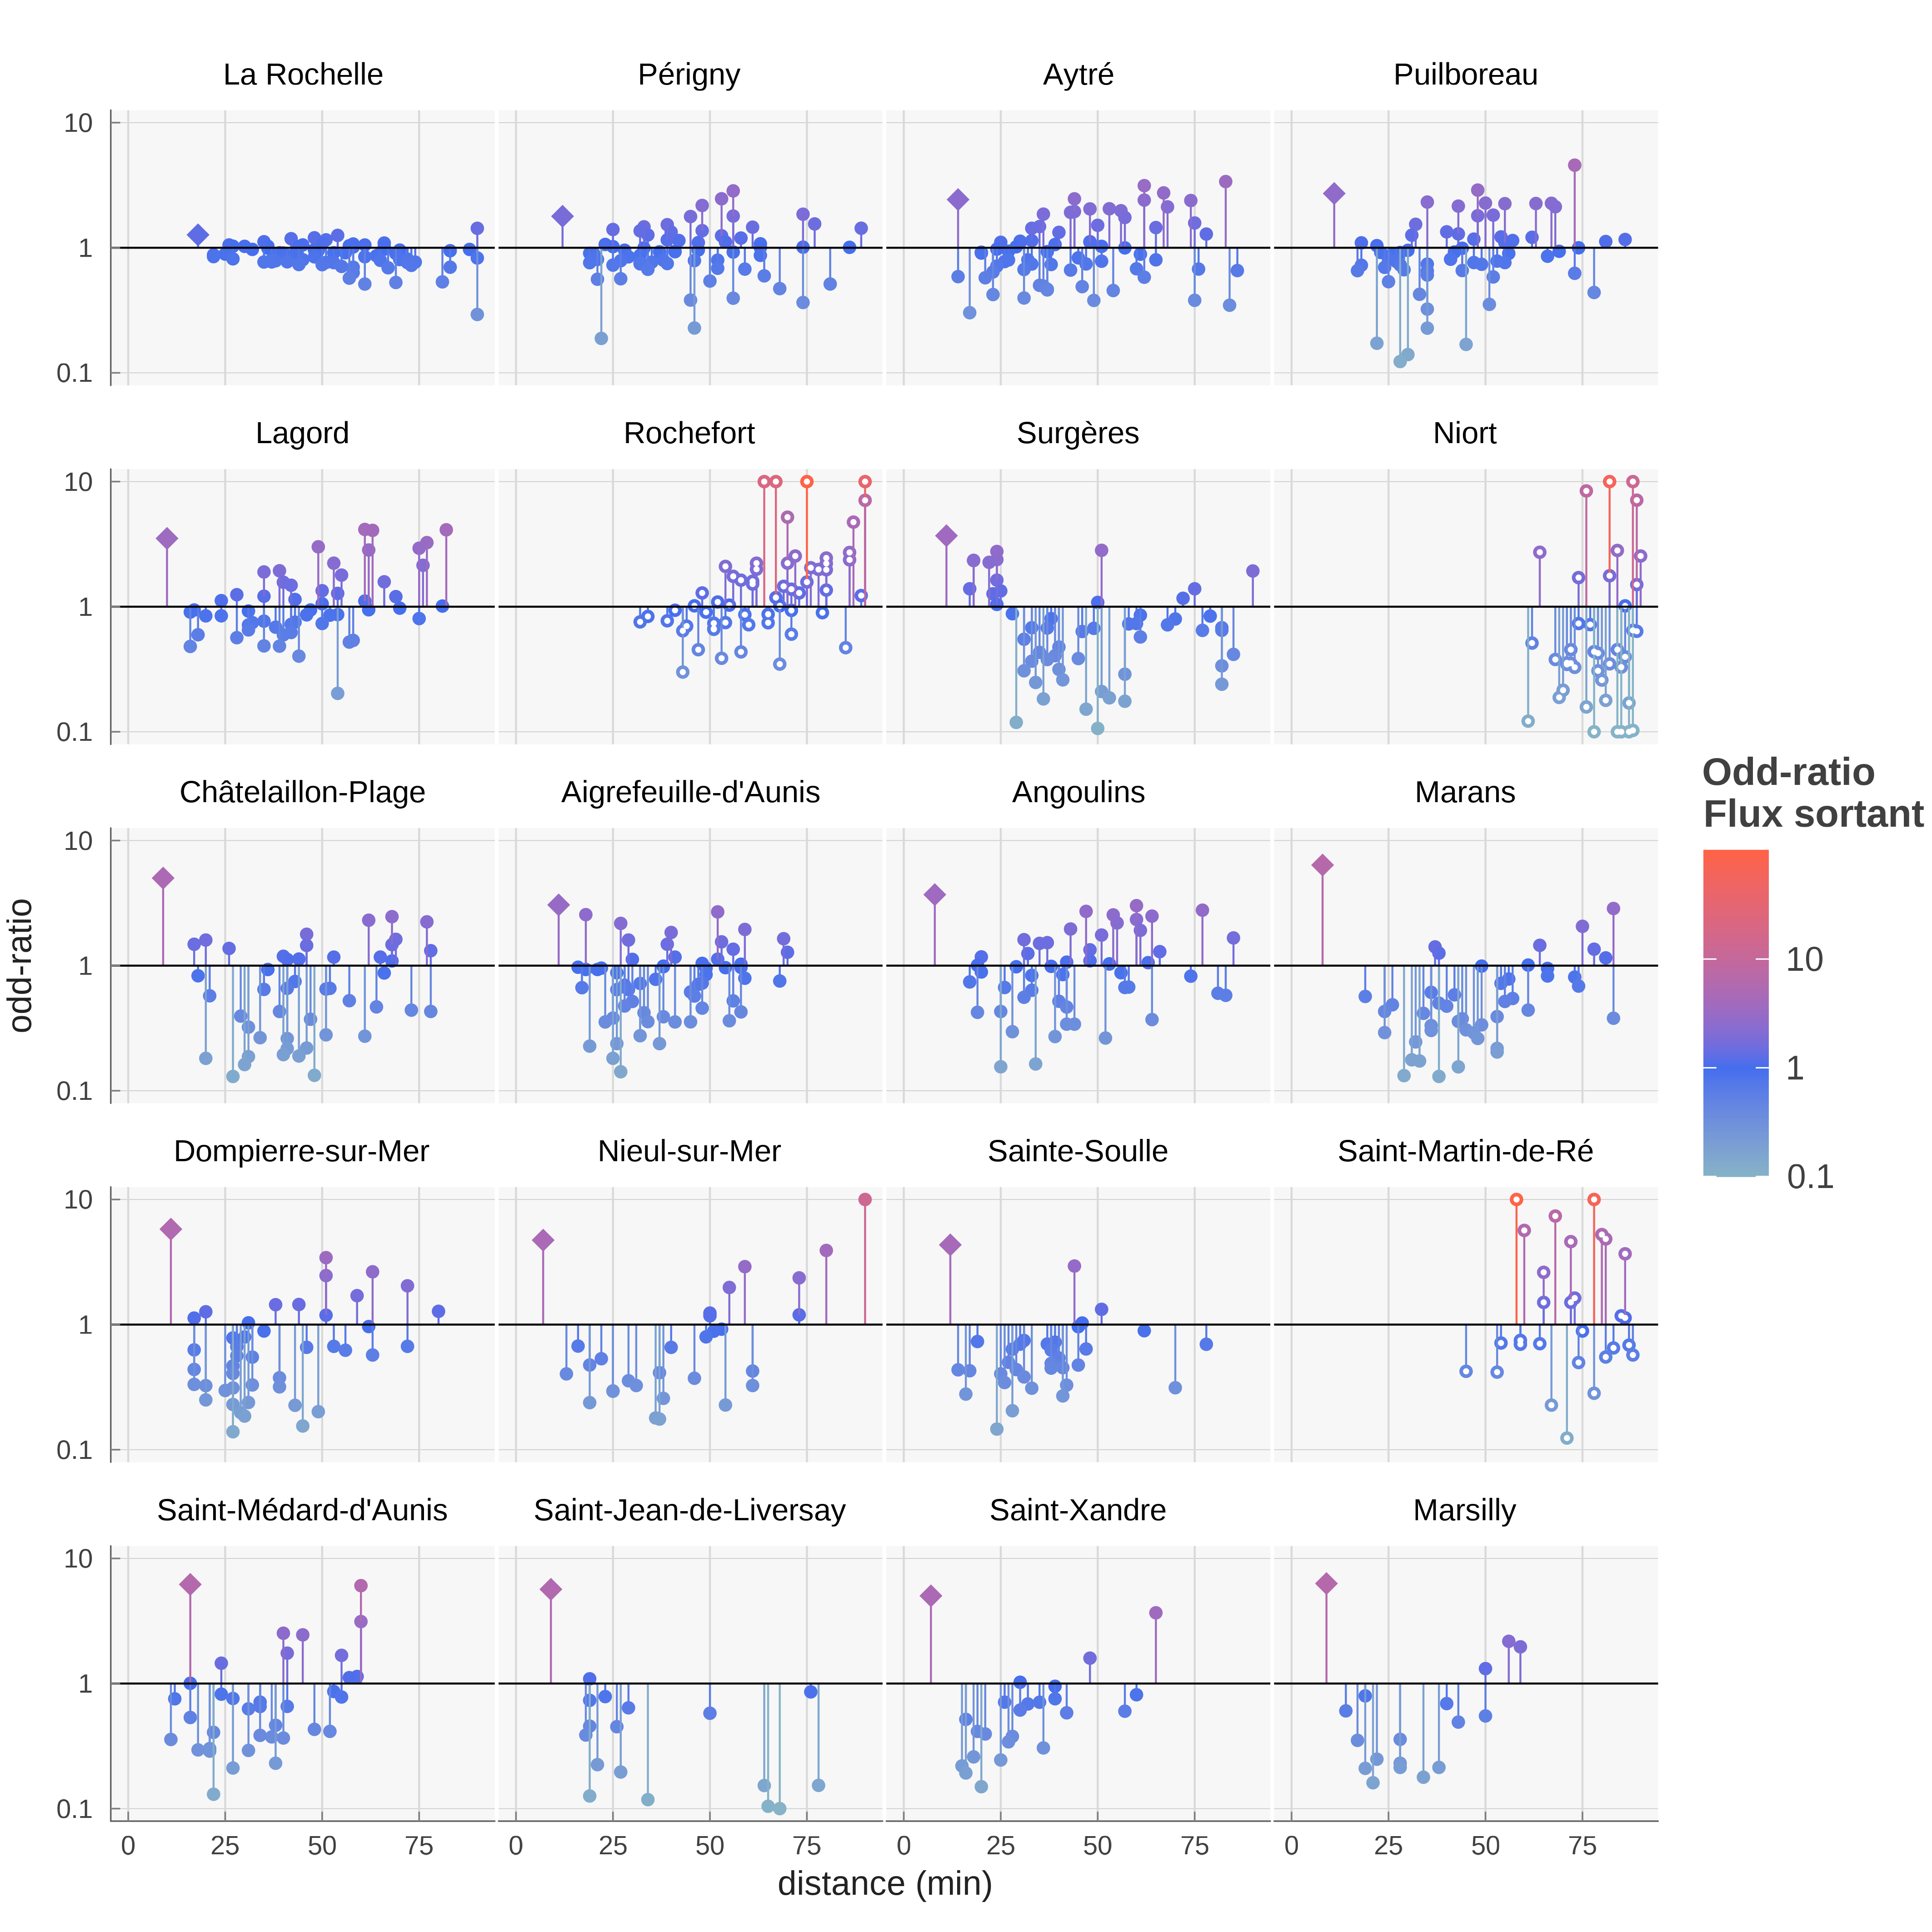 La Rochelle Périgny Aytré Puilboreau
10
1
0.1
Lagord Rochefort Surgères Niort
10
1
0.1
Châtelaillon-Plage Aigrefeuille-d'Aunis Angoulins Marans
10
1
0.1
Dompierre-sur-Mer Nieul-sur-Mer Sainte-Soulle Saint-Martin-de-Ré
10
1
0.1
Saint-Médard-d'Aunis Saint-Jean-de-Liversay Saint-Xandre Marsilly
10
1
0.1
0 25 50 75 0 25 50 75 0 25 50 75 0 25 50 75
distance (min)
odd-ratio
Odd-ratio
Flux sortant
10
1
0.1